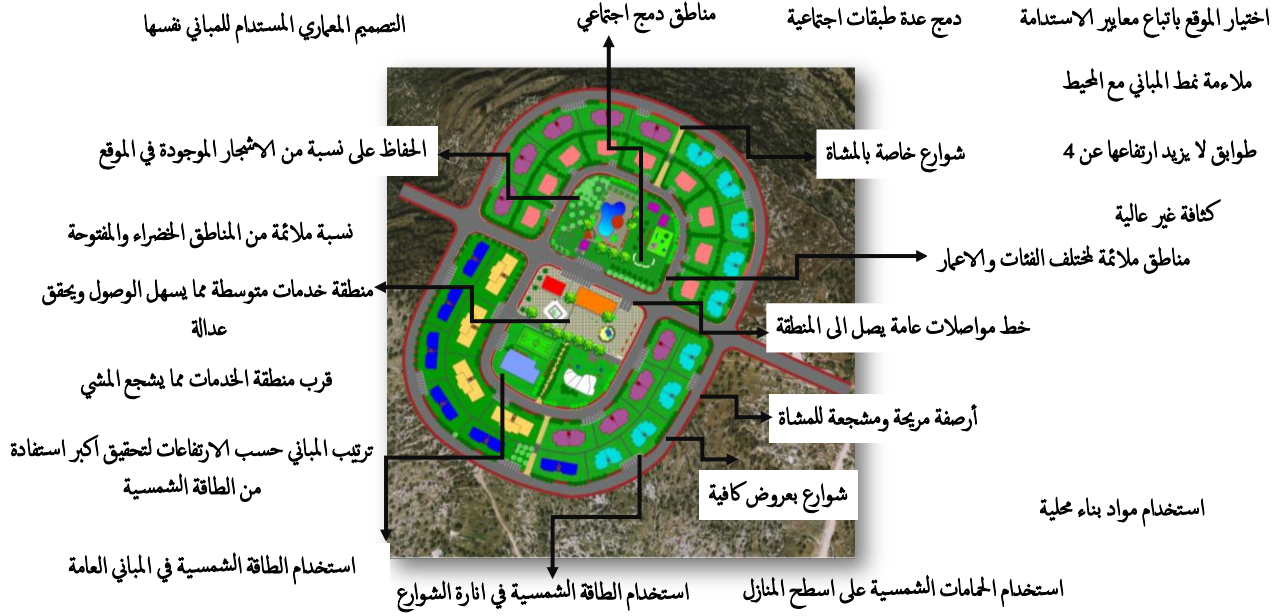 اختيار الموقع باتباع معايير الاستدامة
دمج عدة طبقات اجتماعية
مناطق دمج اجتماعي
التصميم المعماري المستدام للمباني نفسها
ملاءمة نمط المباني مع المحيط
شوارع خاصة بالمشاة
الحفاظ على نسبة من الاشجار الموجودة في الموقع
طوابق لا يزيد ارتفاعها عن 4
كثافة غير عالية
نسبة ملائمة من المناطق الخضراء والمفتوحة
مناطق ملائمة لمختلف الفئات والاعمار
منطقة خدمات متوسطة مما يسهل الوصول ويحقق
عدالة
خط مواصلات عامة يصل الى المنطقة
قرب منطقة الخدمات مما يشجع المشي
أرصفة مريحة ومشجعة للمشاة
ترتيب المباني حسب الارتفاعات لتحقيق اكبر استفادة
من الطاقة الشمسية
شوارع بعروض كافية
استخدام مواد بناء محلية
استخدام الطاقة الشمسية في المباني العامة
استخدام الحمامات الشمسية على اسطح المنازل
استخدام الطاقة الشمسية في انارة الشوارع